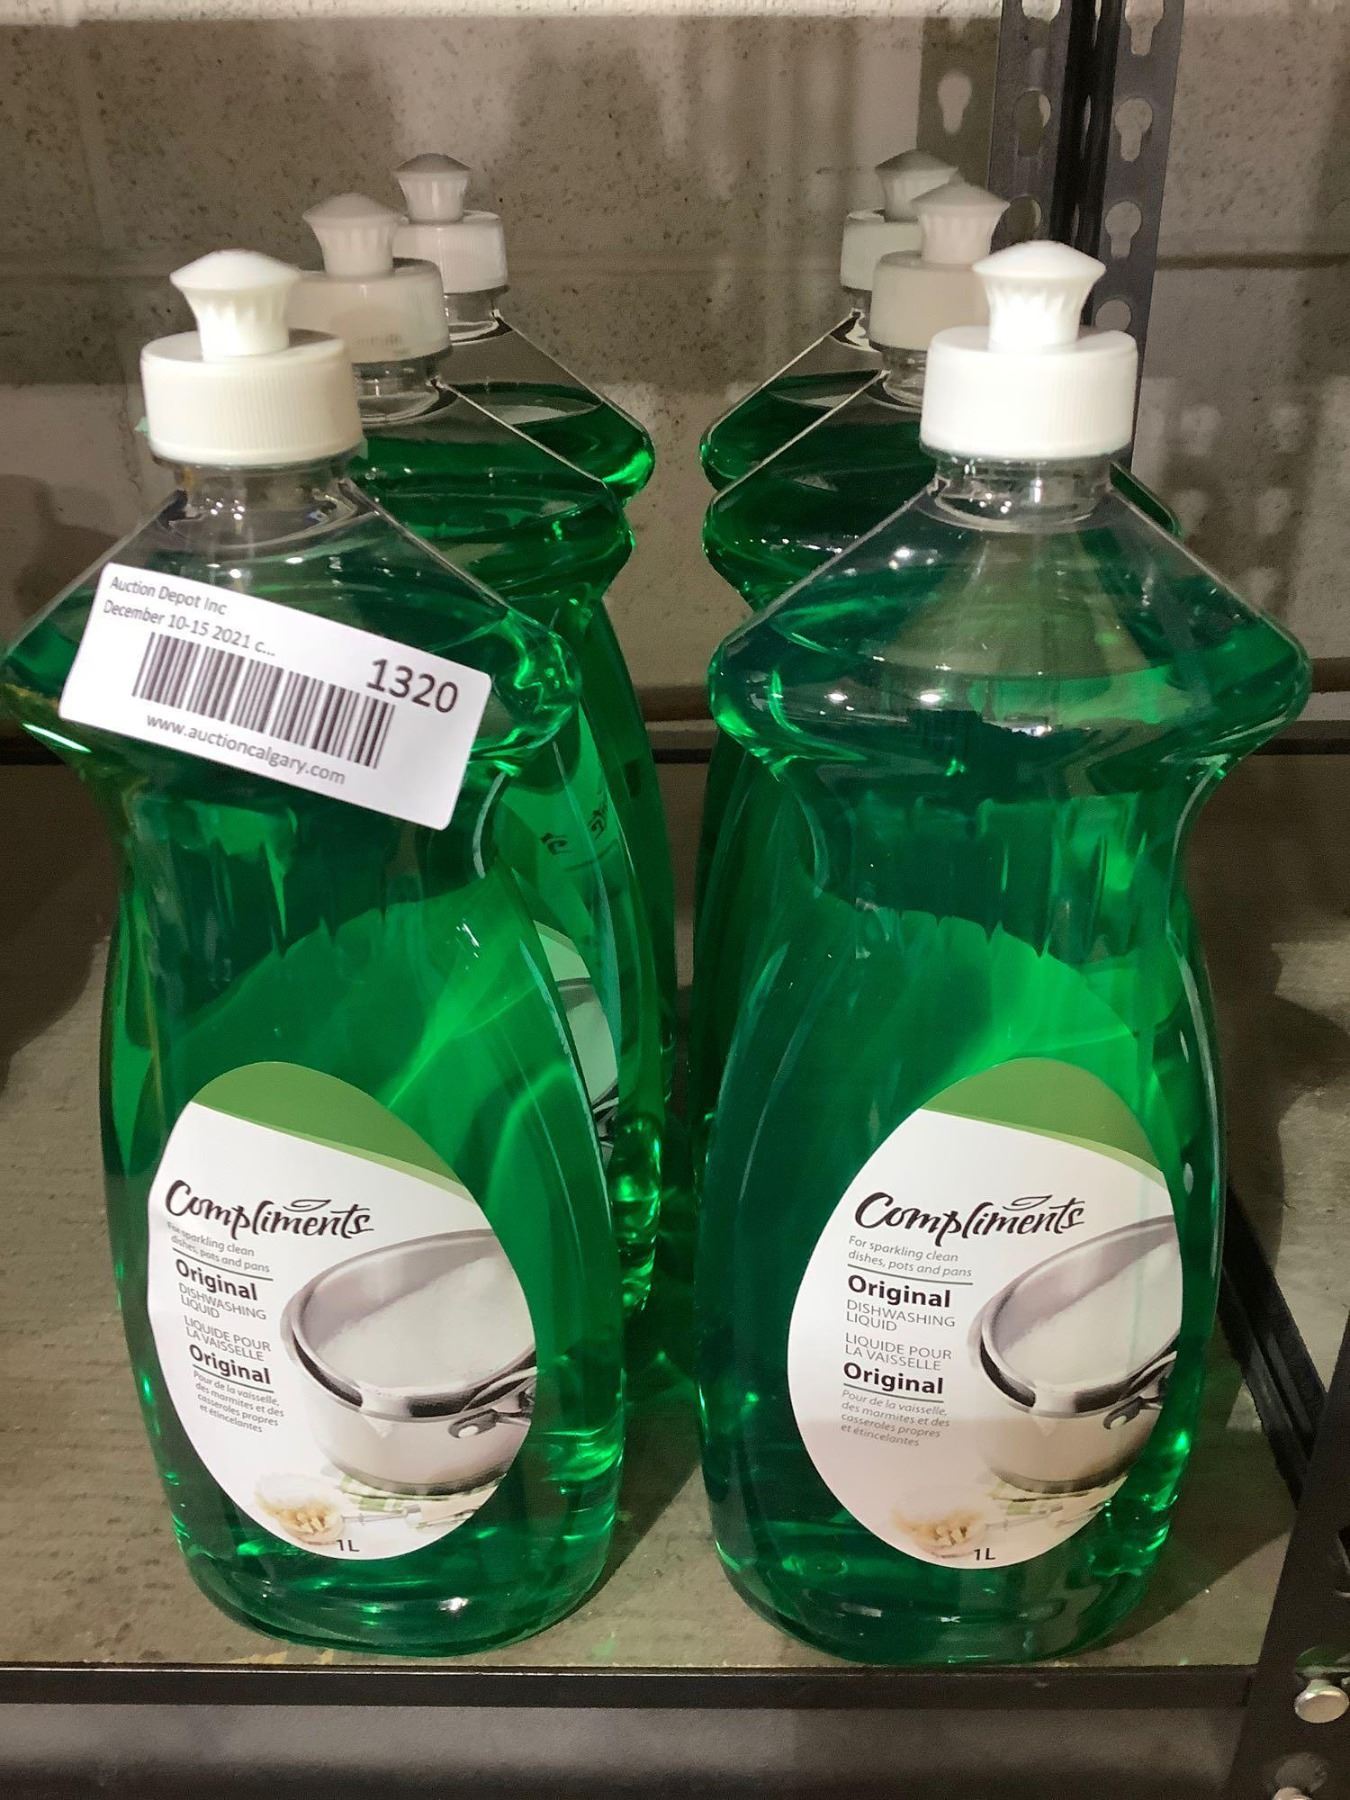 Auction Depot Inc
December 10-15 2021 c...
1320
www.auctioncalgary.com
Compliments
For sparkling clean
dishes, pots and pans
Original
DISHWASHING
LIQUID
LIQUIDE POUR
LA VAISSELLE
Original
Pour de la vaisselle,
des marmites et des
casseroles propres
et étincelantes
1L
Compliments
For sparkling clean
dishes, pots and pans
Original
DISHWASHING
LIQUID
LIQUIDE POUR
LA VAISSELLE
Original
Pour de la vaisselle,
des marmites et des
casseroles propres
et étincelantes
1L